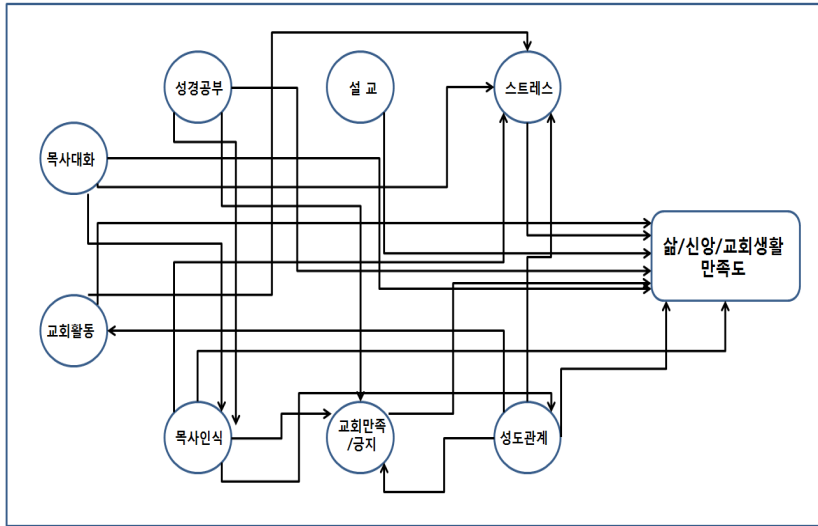 성경공부
설 교
스트레스
목사대화
삶/신앙/교회생활
만족도
교회활동
목사인식
교회만족
/긍지
성도관계